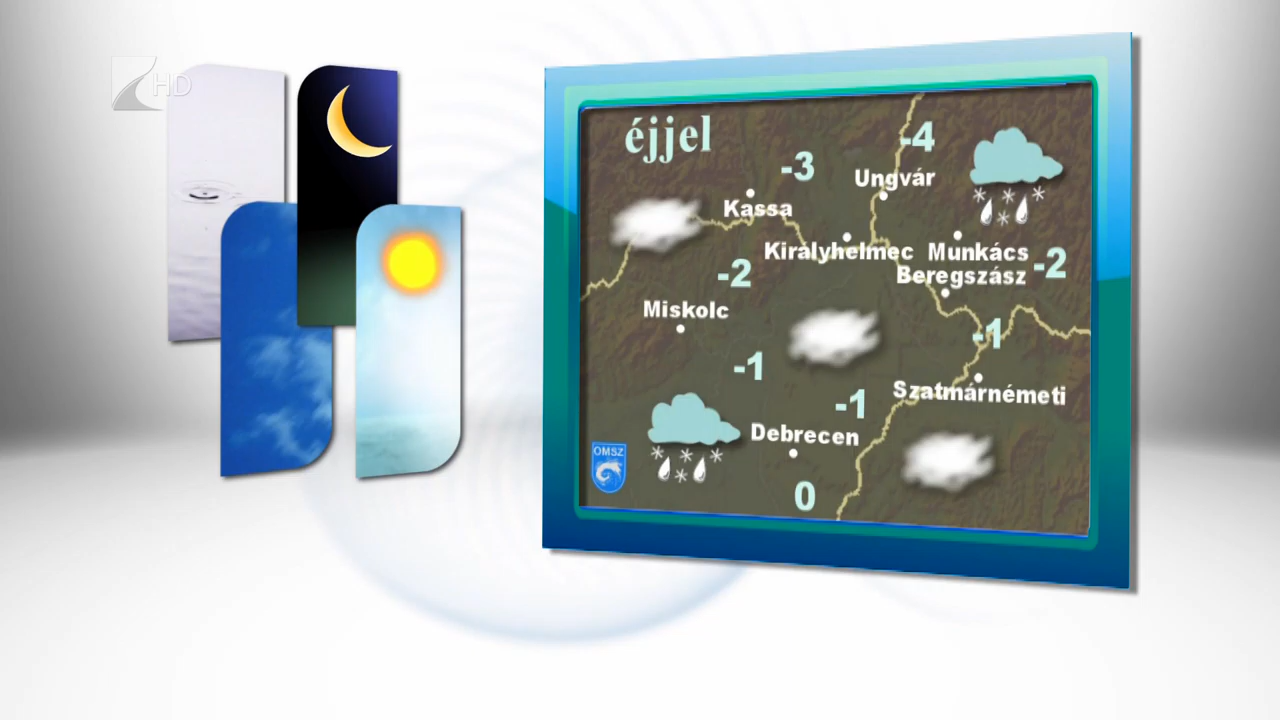 HD
éjjel
-4
-3
Ungvár
Kassa
Királyhelmec
Munkács
-2
Beregszász
-2
Miskolc
-1
-1
Szatmárnémeti
-1
Debrecen
OMSZ
0